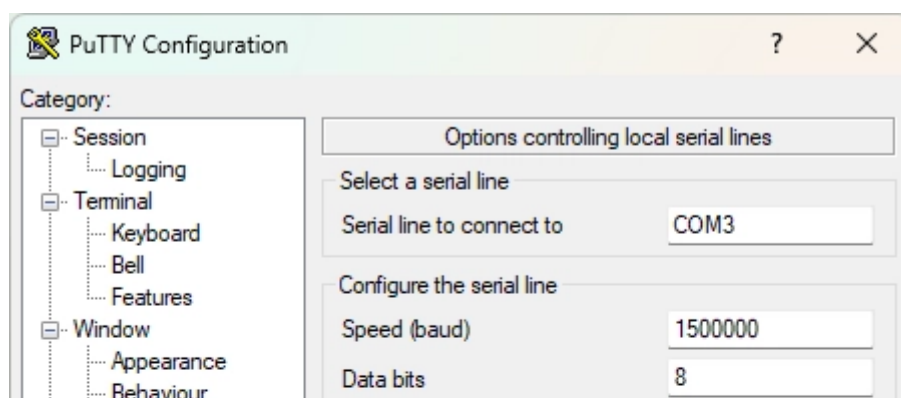 PuTTY Configuration ? ×
Category:
Session
Logging
Terminal
Keyboard
Bell
Features
Window
Appearance
Behaviour
Options controlling local serial lines
Select a serial line
Serial line to connect to COM3
Configure the serial line
Speed (baud) 1500000
Data bits 8